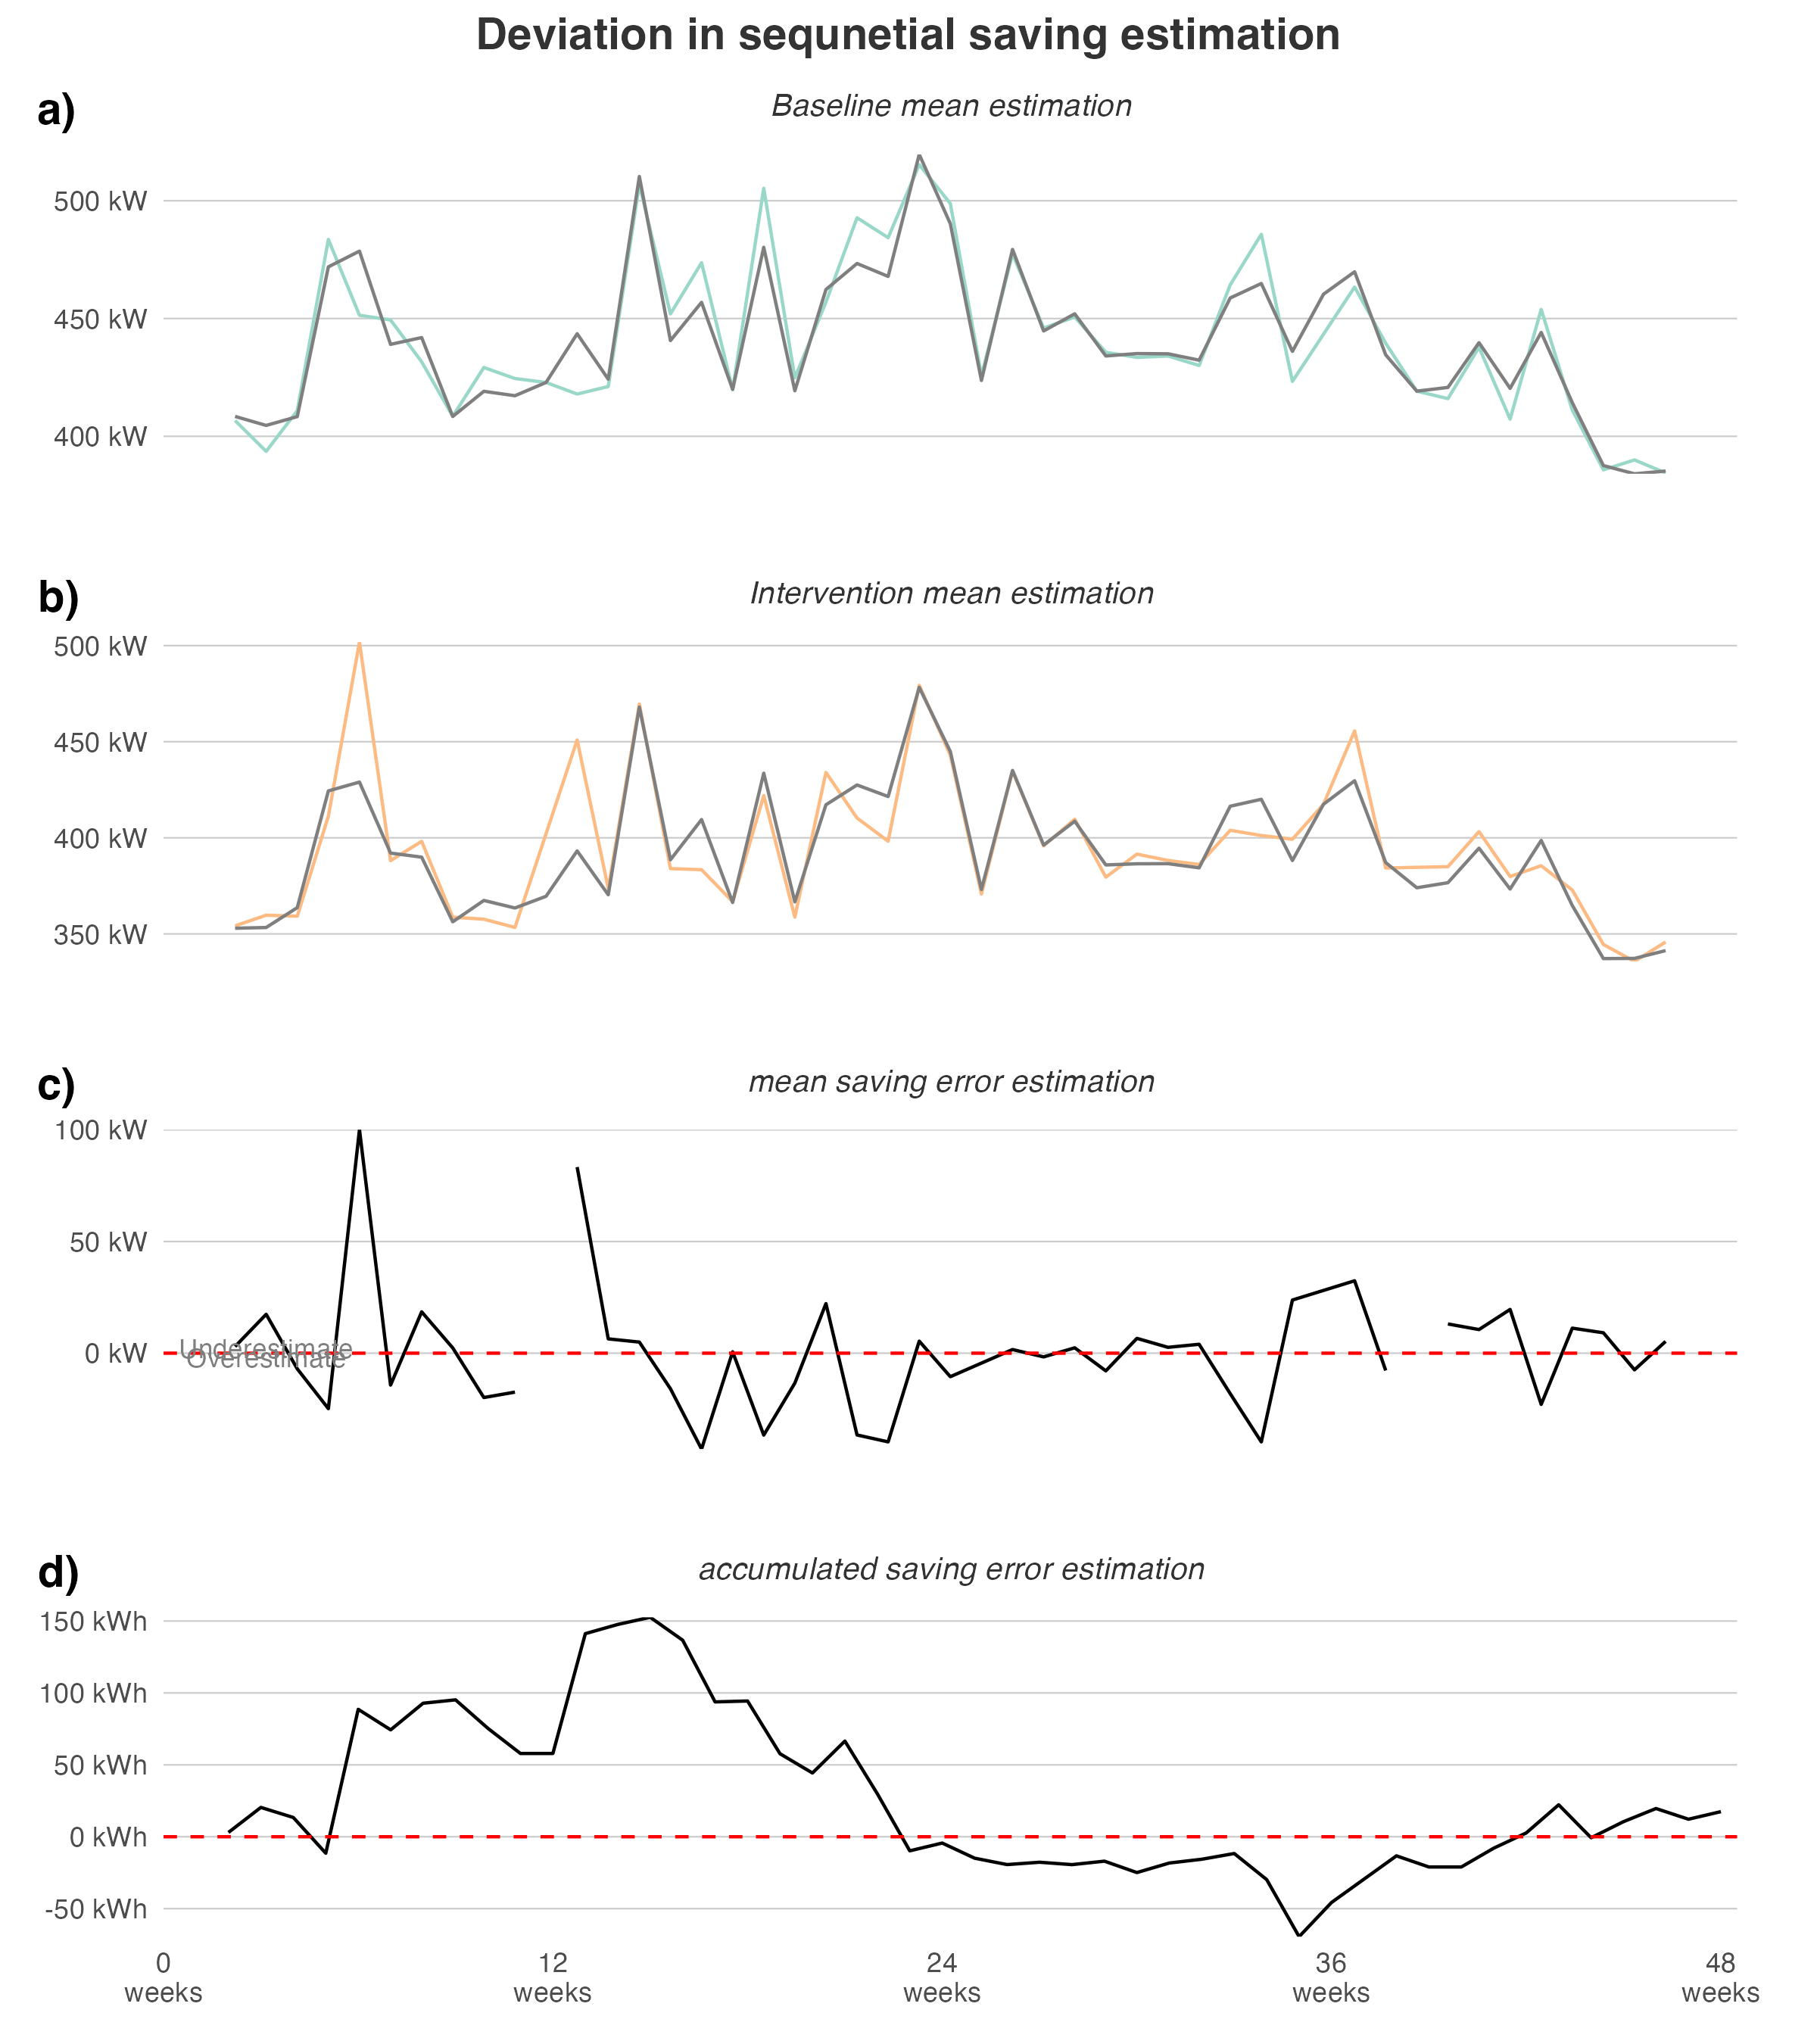 Deviation in sequnetial saving estimation
a)
Baseline mean estimation
500 kW
450 kW
400 kW
b)
Intervention mean estimation
500 kW
450 kW
400 kW
350 kW
c)
mean saving error estimation
100 kW
50 kW
0 kW
Underestimate
Overestimate
d)
accumulated saving error estimation
150 kWh
100 kWh
50 kWh
0 kWh
-50 kWh
0 12 24 36 48
weeks weeks weeks weeks weeks